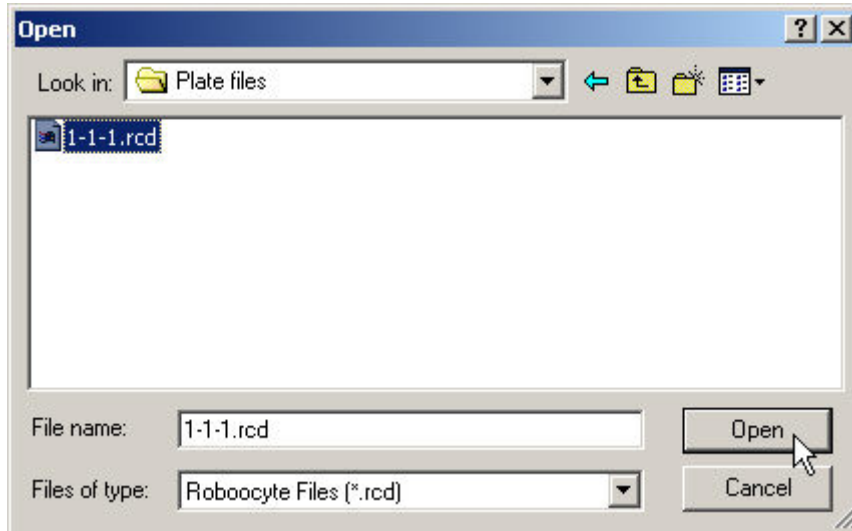 Open
Look in: Plate files
1-1-1.rcd
File name: 1-1-1.rcd
Open
Files of type: Roboocyte Files (*.rcd)
Cancel